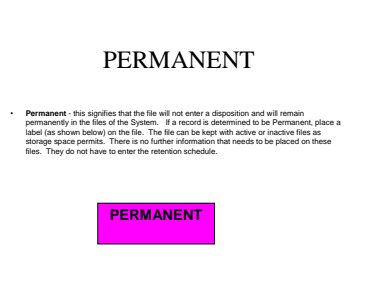 PERMANENT
• Permanent - this signifies that the file will not enter a disposition and will remain
permanently in the files of the System. If a record is determined to be Permanent, place a
label (as shown below) on the file. The file can be kept with active or inactive files as
storage space permits. There is no further information that needs to be placed on these
files. They do not have to enter the retention schedule.
PERMANENT